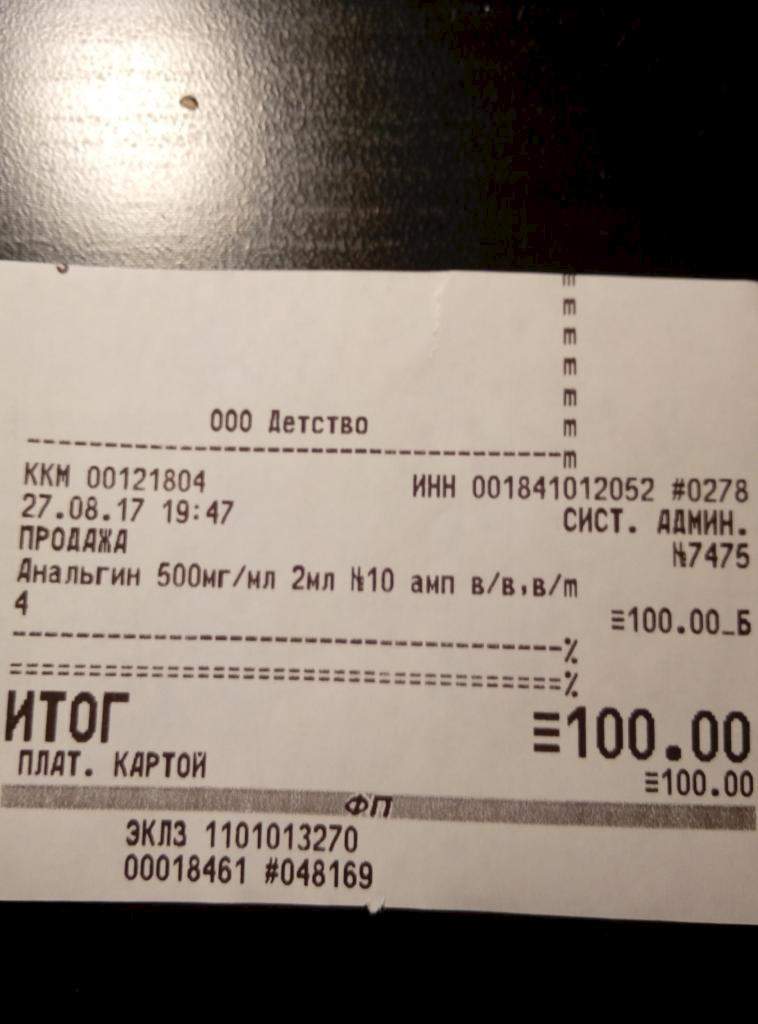 m
m
m
m
m
m
ООО Детство
-----------------------------------------m
ККМ 00121804 ИНН 001841012052 #0278
27.08.17 19:47 СИСТ. АДМИН.
ПРОДАЖА №7475
Анальгин 500мг/мл 2мл №10 амп в/в,в/m
4 ≡100.00_Б
-----------------------------------------%
=========================================%
ИТОГ ≡100.00
ПЛАТ. КАРТОЙ ≡100.00
ФП
ЭКЛЗ 1101013270
00018461 #048169